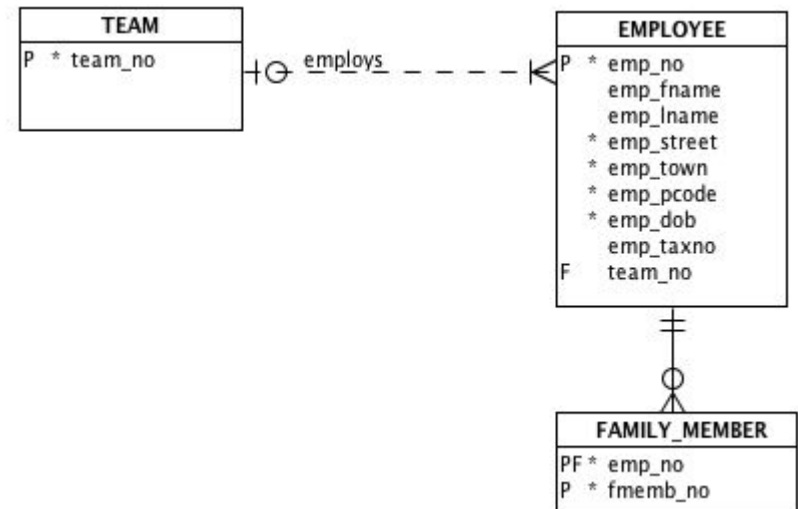 TEAM
P * team_no
employs
EMPLOYEE
P * emp_no
emp_fname
emp_lname
* emp_street
* emp_town
* emp_pcode
* emp_dob
emp_taxno
F team_no
FAMILY_MEMBER
PF * emp_no
P * fmemb_no